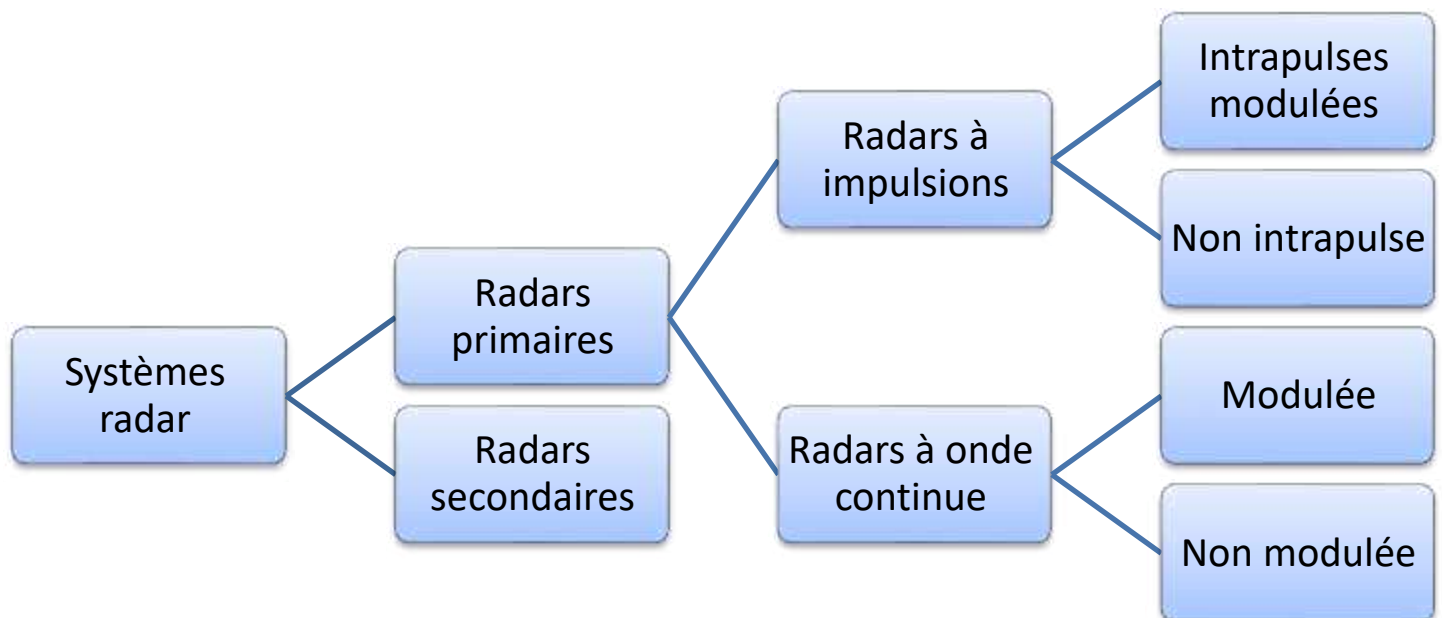 Systèmes
radar
Radars
primaires
Radars
secondaires
Radars à
impulsions
Radars à onde
continue
Intrapulses
modulées
Non intrapulse
Modulée
Non modulée